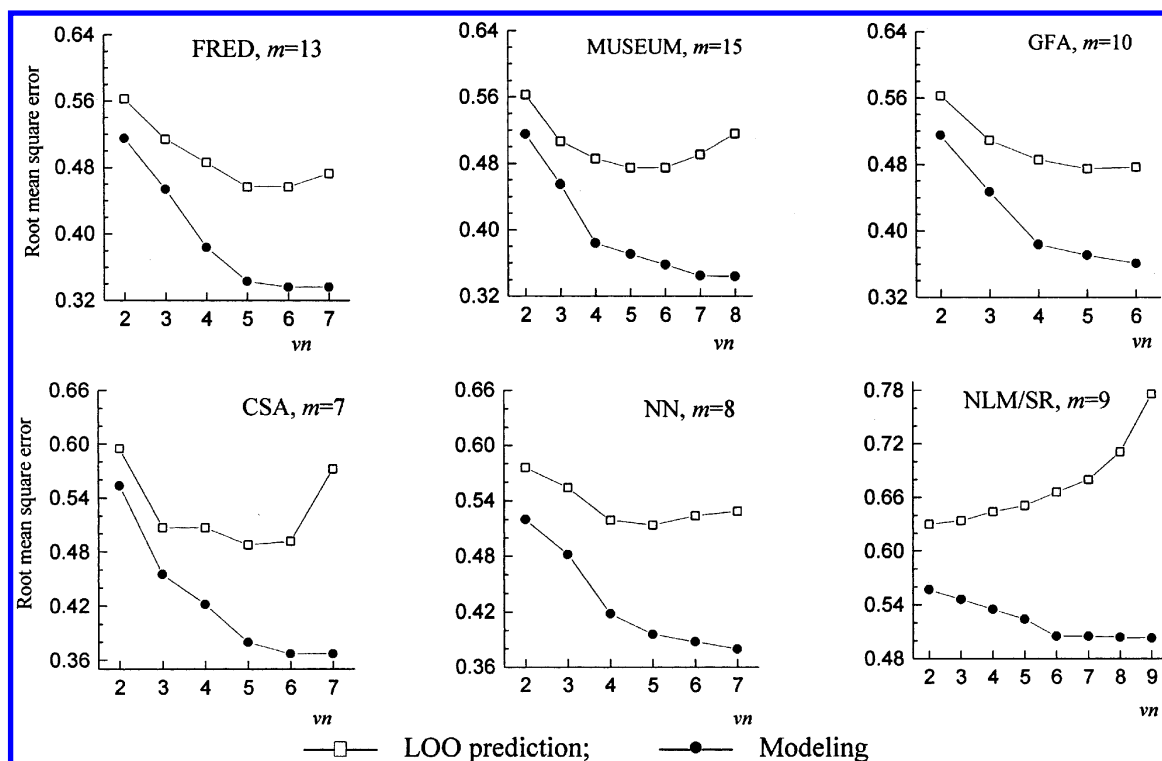 FRED, m=13
Root mean square error
0.64
0.56
0.48
0.40
0.32
2 3 4 5 6 7
vn
MUSEUM, m=15
0.64
0.56
0.48
0.40
0.32
2 3 4 5 6 7 8
vn
GFA, m=10
0.64
0.56
0.48
0.40
0.32
2 3 4 5 6
vn
CSA, m=7
Root mean square error
0.66
0.60
0.54
0.48
0.42
0.36
2 3 4 5 6 7
vn
NN, m=8
0.66
0.60
0.54
0.48
0.42
0.36
2 3 4 5 6 7
vn
NLM/SR, m=9
0.78
0.72
0.66
0.60
0.54
0.48
2 3 4 5 6 7 8 9
vn
LOO prediction; Modeling